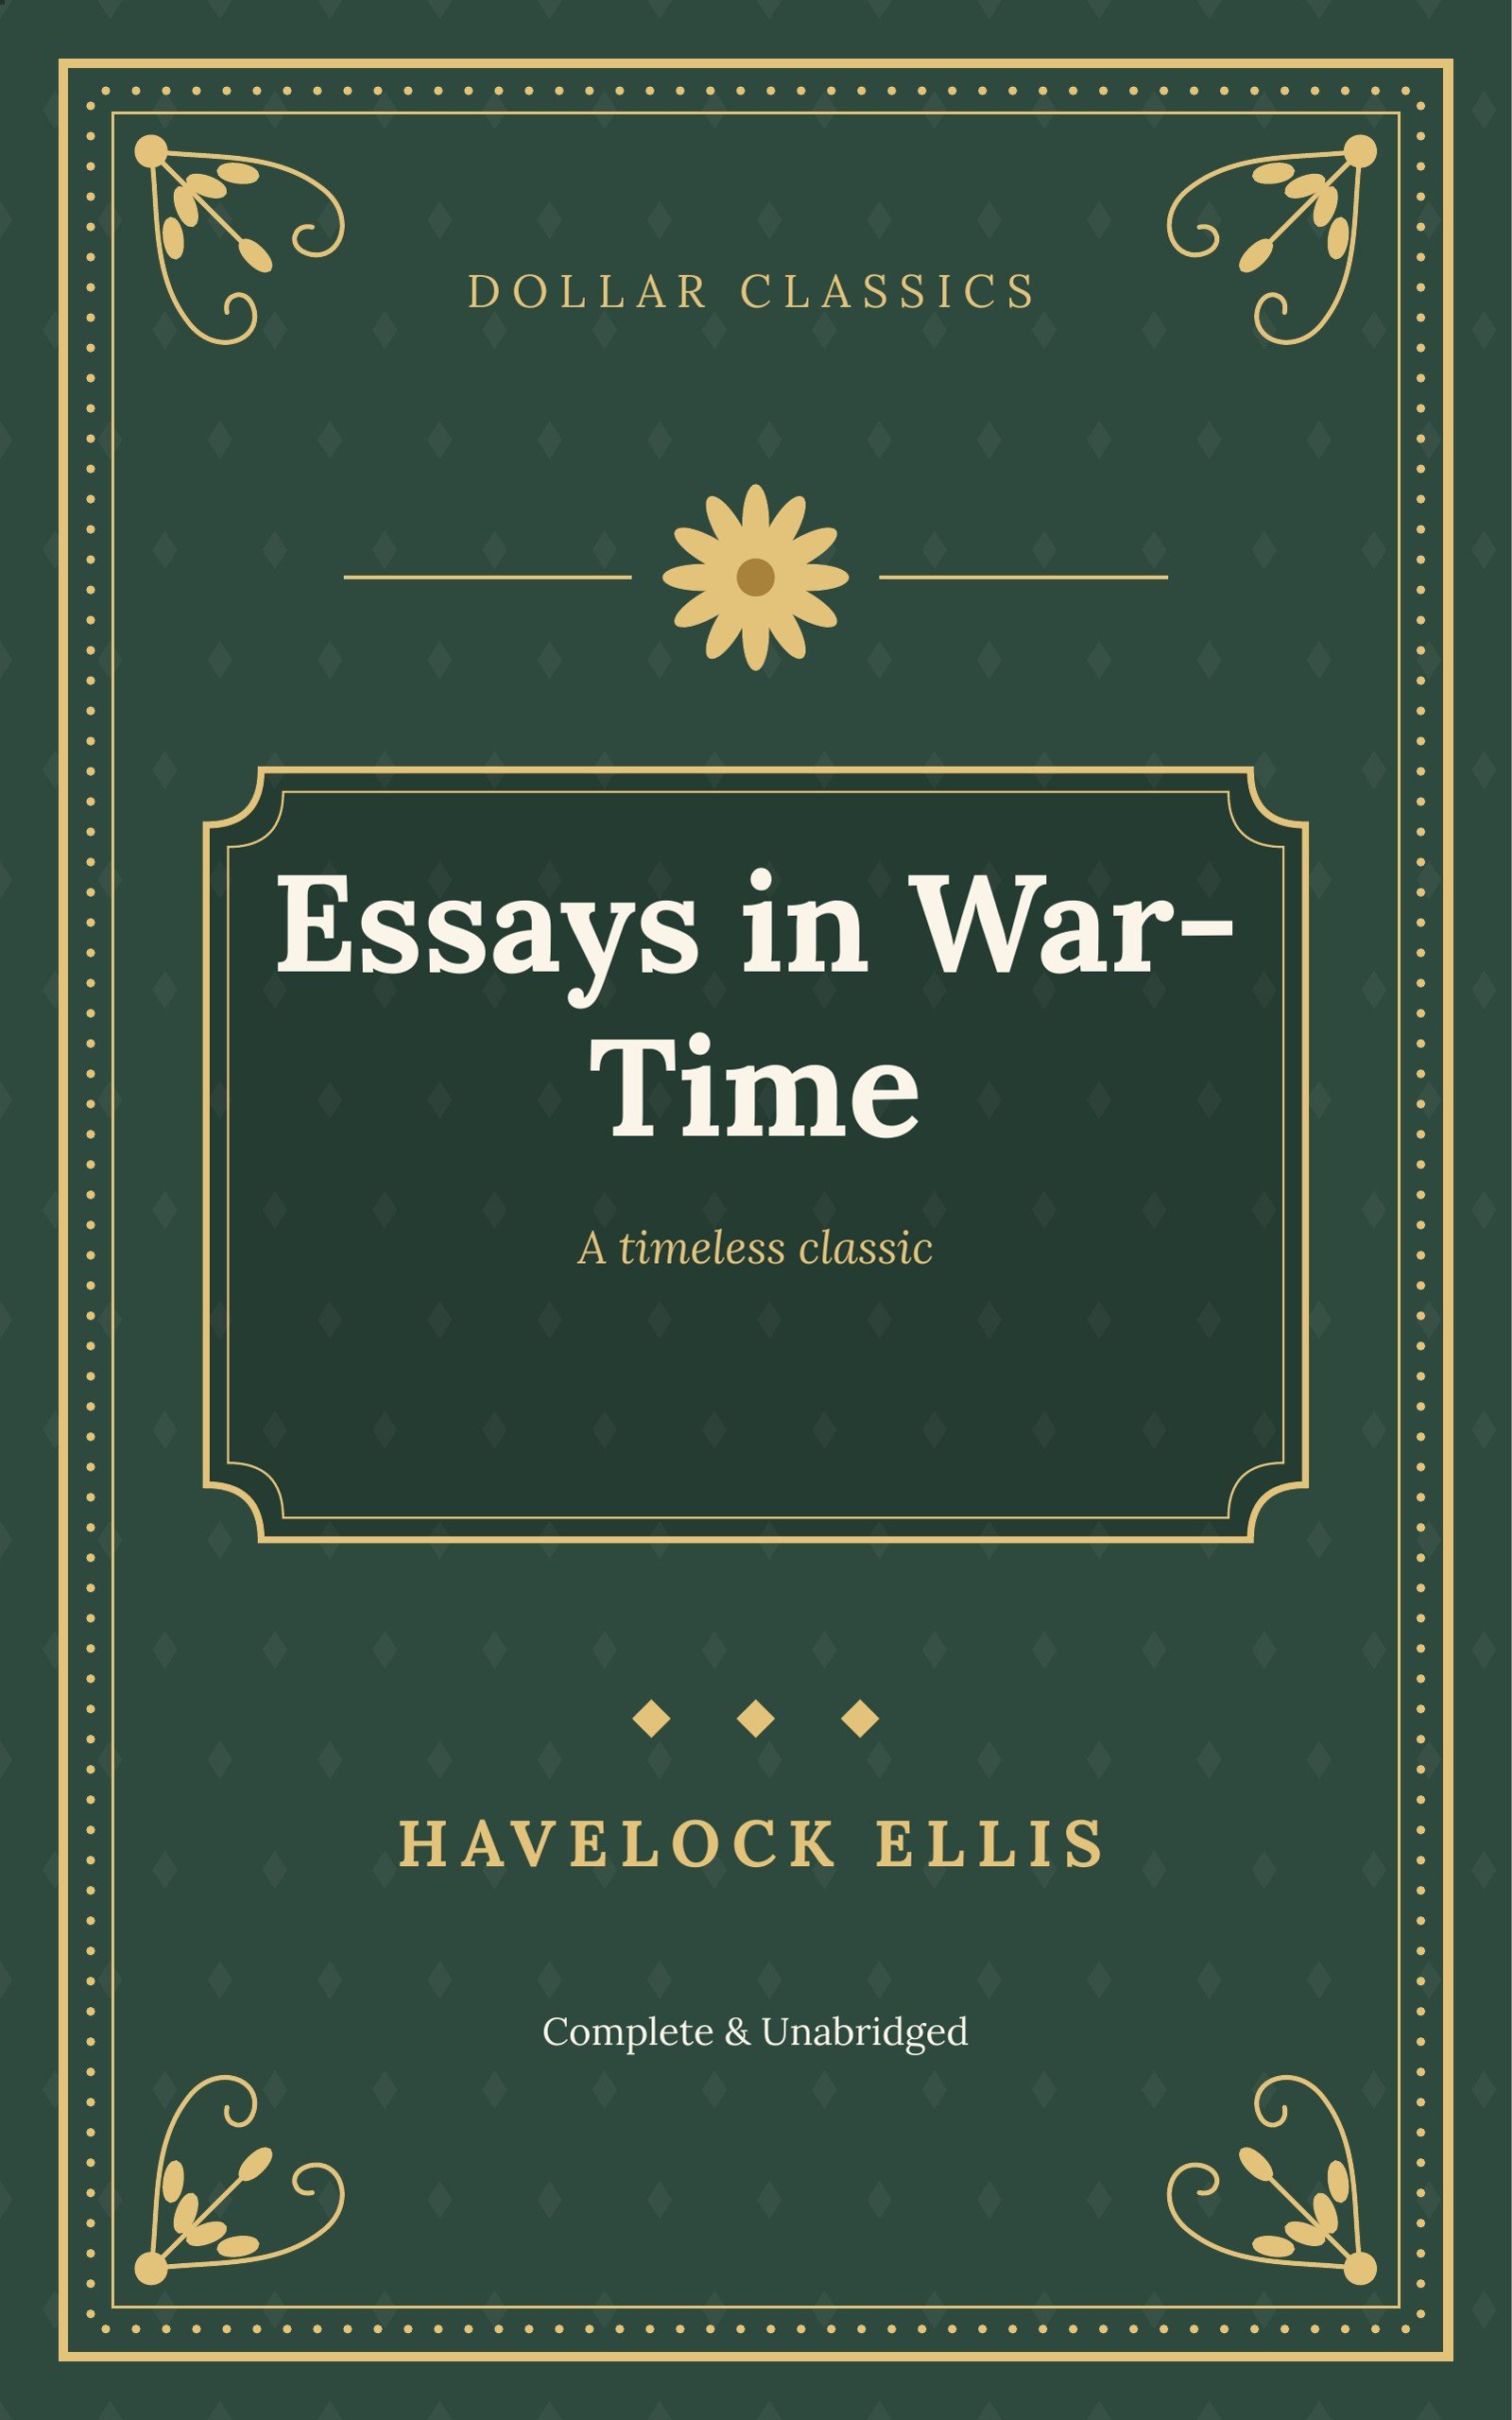 DOLLAR CLASSICS
Essays in War-
Time
A timeless classic
HAVELOCK ELLIS
Complete & Unabridged